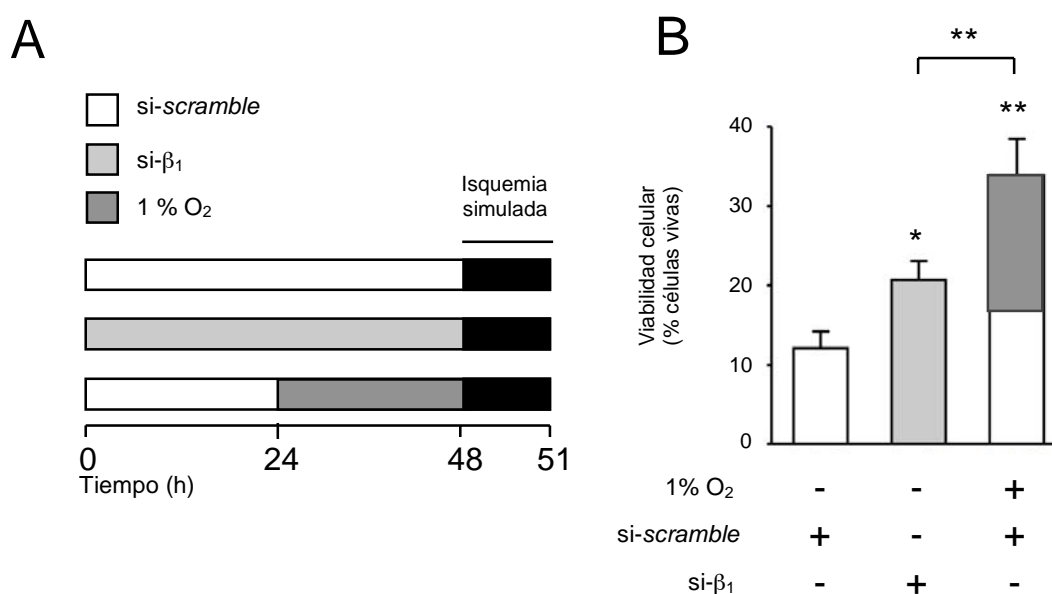 A
si-scramble
si-β₁
1 % O₂
Isquemia
simulada
0 24 48 51
Tiempo (h)
B
**
**
*
40
30
20
10
0
Viabilidad celular
(% células vivas)
1% O₂ - - +
si-scramble + - +
si-β₁ - + -